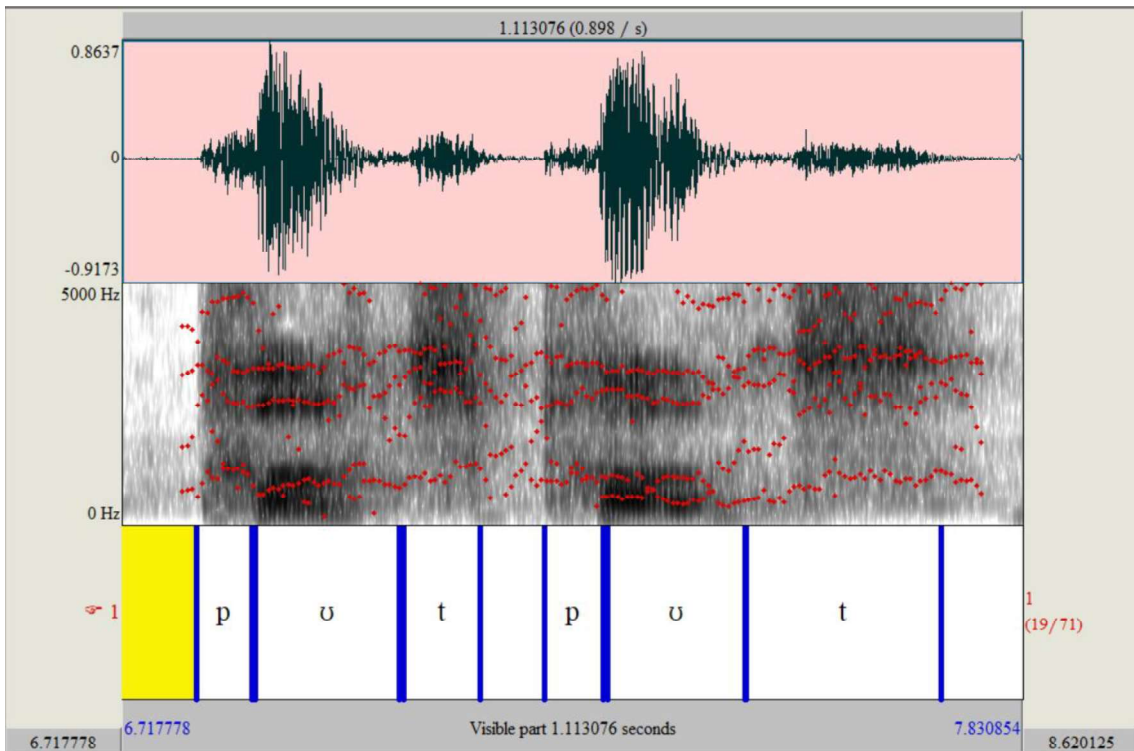 1.113076 (0.898 / s)
0.8637
0
-0.9173
5000 Hz
0 Hz
☞ 1
p ʊ t p ʊ t
1
(19/71)
6.717778 Visible part 1.113076 seconds 7.830854
6.717778 8.620125